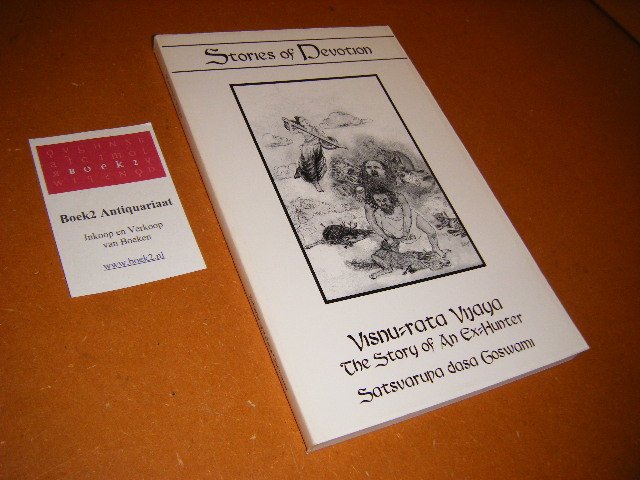 Stories of Devotion
Visnu-rata Vijaya
The Story of An Ex-Hunter
Satsvarupa dasa Goswami
BOEK2
Boek2 Antiquariaat
Inkoop en Verkoop
van Boeken
www.boek2.nl